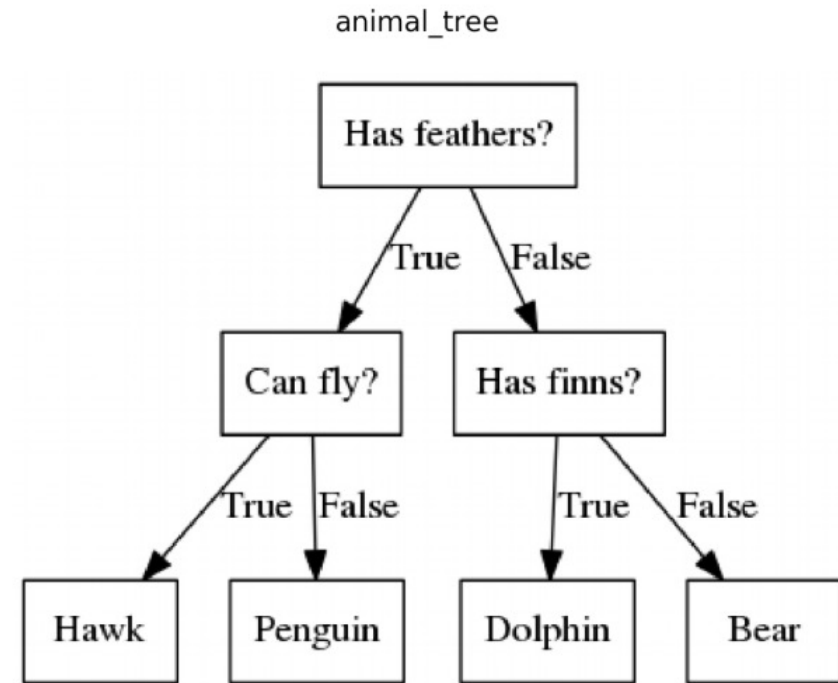 animal_tree
Has feathers?
True False
Can fly? Has finns?
True False True False
Hawk Penguin Dolphin Bear